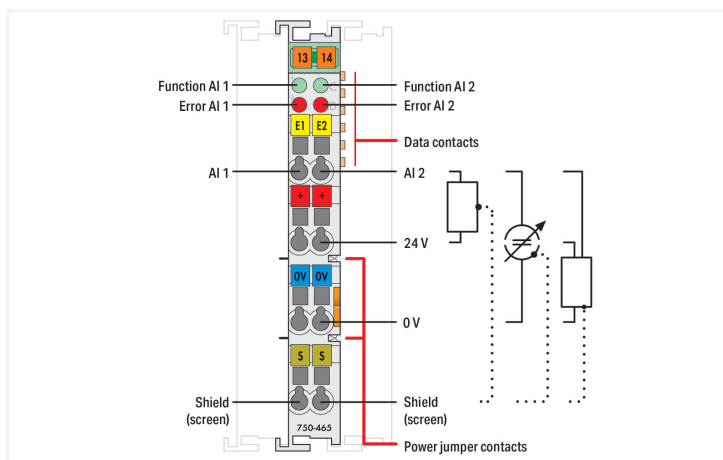 13 14
Function AI 1
Function AI 2
Error AI 1
Error AI 2
E1 E2
Data contacts
AI 1
AI 2
+ +
24 V
0V 0V
0 V
S S
Shield
(screen)
Shield
(screen)
750-465
Power jumper contacts